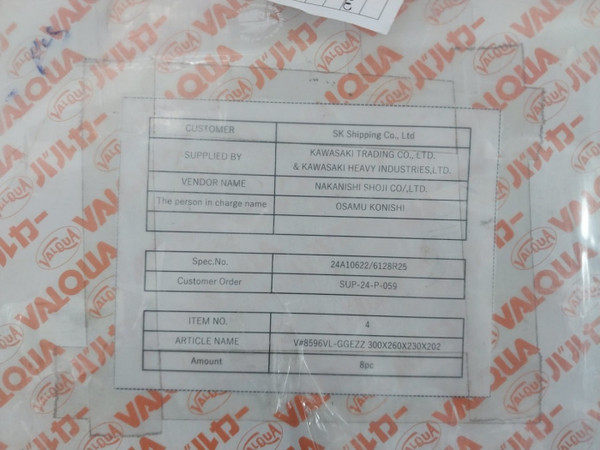 VALQUA バルカー
CUSTOMER SK Shipping Co., Ltd
SUPPLIED BY KAWASAKI TRADING CO., LTD.
& KAWASAKI HEAVY INDUSTRIES,LTD.
VENDOR NAME NAKANISHI SHOJI CO/,LTD.
The person in charge name OSAMU KONISHI
Spec.No. 24A10622/6128R25
Customer Order SUP-24-P-059
ITEM NO. 4
ARTICLE NAME V#8596VL-GGEZZ 300X260X230X202
Amount 8pc